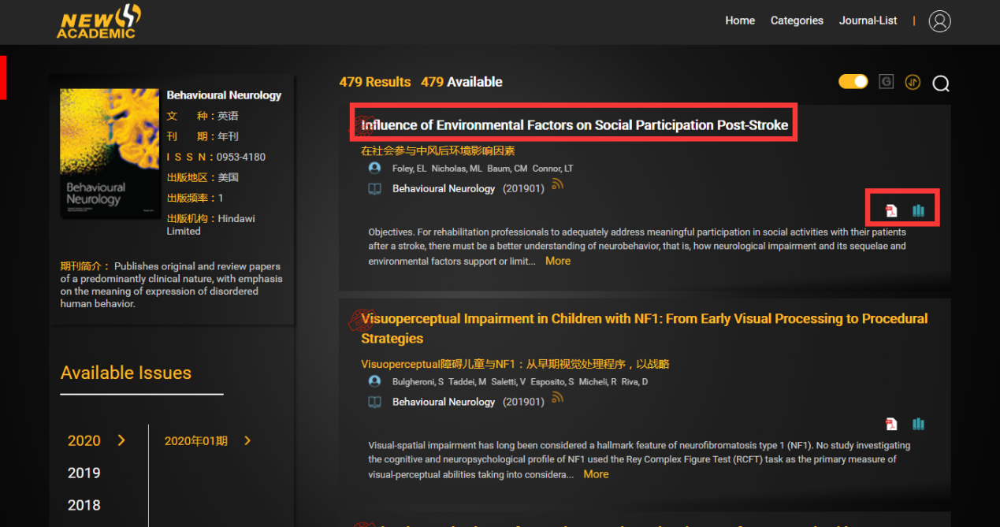 NEW
ACADEMIC
Home Categories Journal-List |
Behavioural
Neurology
Behavioural Neurology
文 种：英语
刊 期：年刊
I S S N：0953-4180
出版地区：美国
出版频率：1
出版机构：Hindawi
Limited
期刊简介： Publishes original and review papers
of a predominantly clinical nature, with emphasis
on the meaning of expression of disordered
human behavior.
Available Issues
2020 2020年01期
2019
2018
479 Results 479 Available
G
Influence of Environmental Factors on Social Participation Post-Stroke
在社会参与中风后环境影响因素
Foley, EL Nicholas, ML Baum, CM Connor, LT
Behavioural Neurology (201901)
Objectives. For rehabilitation professionals to adequately address meaningful participation in social activities with their patients
after a stroke, there must be a better understanding of neurobehavior, that is, how neurological impairment and its sequelae and
environmental factors support or limit... More
Visuoperceptual Impairment in Children with NF1: From Early Visual Processing to Procedural
Strategies
Visuoperceptual障碍儿童与NF1：从早期视觉处理程序，以战略
Bulgheroni, S Taddei, M Saletti, V Esposito, S Micheli, R Riva, D
Behavioural Neurology (201901)
Visual-spatial impairment has long been considered a hallmark feature of neurofibromatosis type 1 (NF1). No study investigating
the cognitive and neuropsychological profile of NF1 used the Rey Complex Figure Test (RCFT) task as the primary measure of
visual-perceptual abilities taking into considera... More